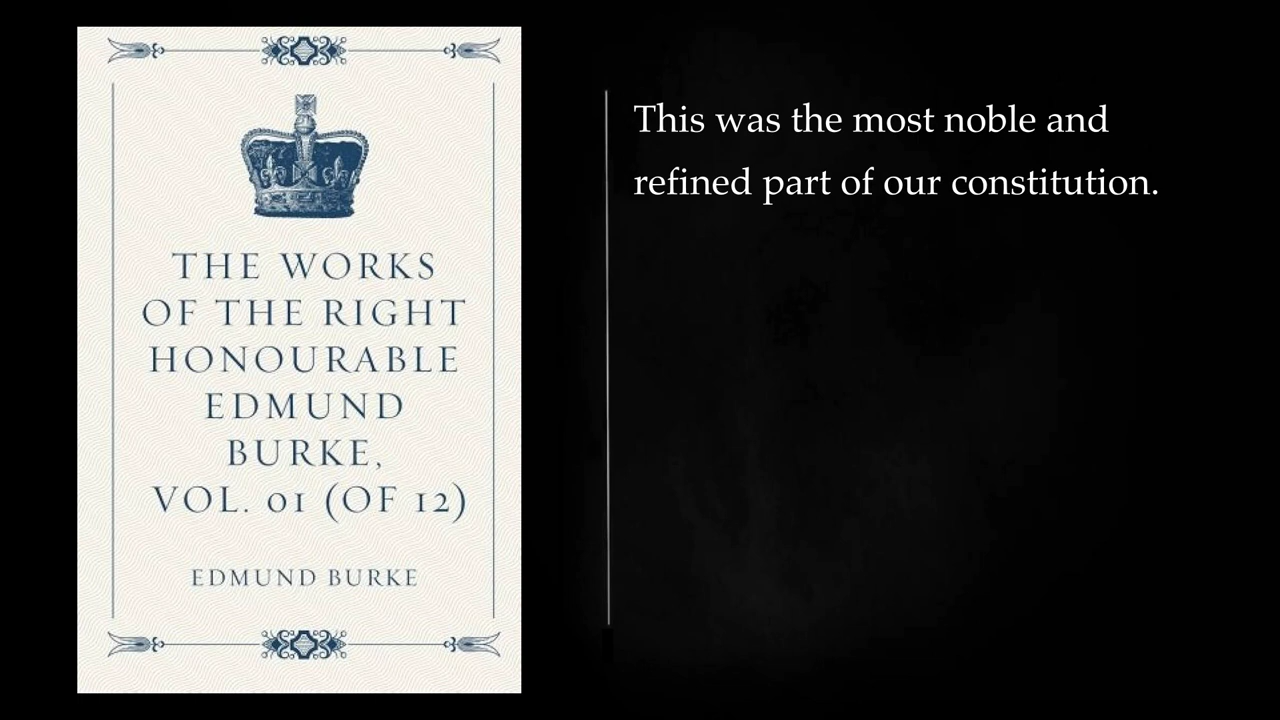 THE WORKS
OF THE RIGHT
HONOURABLE
EDMUND
BURKE,
VOL. 01 (OF 12)
EDMUND BURKE
This was the most noble and
refined part of our constitution.